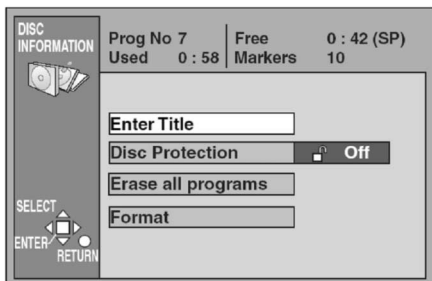 DISC
INFORMATION
Prog No 7 Free 0 : 42 (SP)
Used 0 : 58 Markers 10
Enter Title
Disc Protection Off
Erase all programs
Format
SELECT
ENTER
RETURN